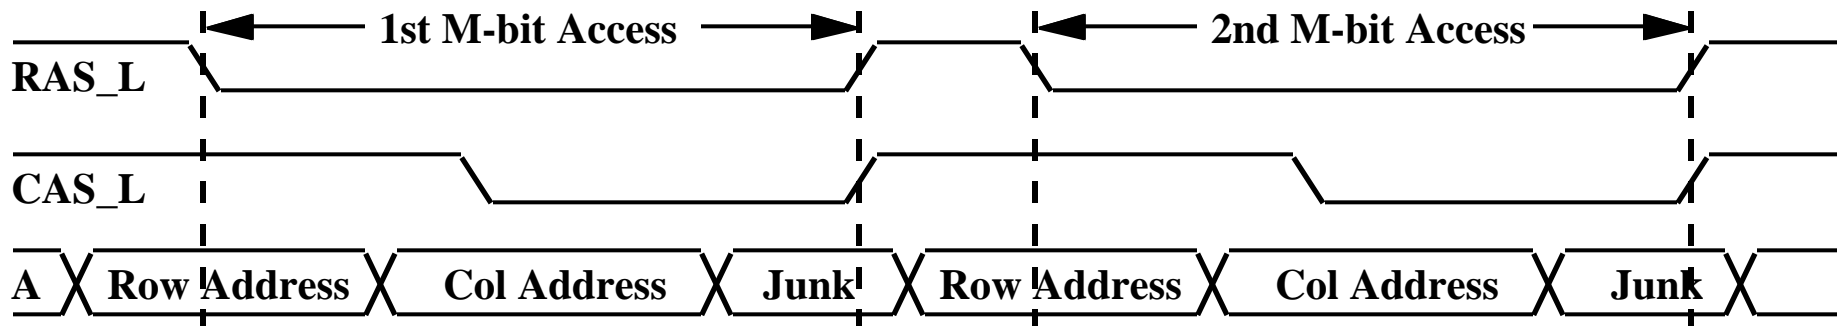 1st M-bit Access 2nd M-bit Access
RAS_L
CAS_L
A Row Address Col Address Junk Row Address Col Address Junk